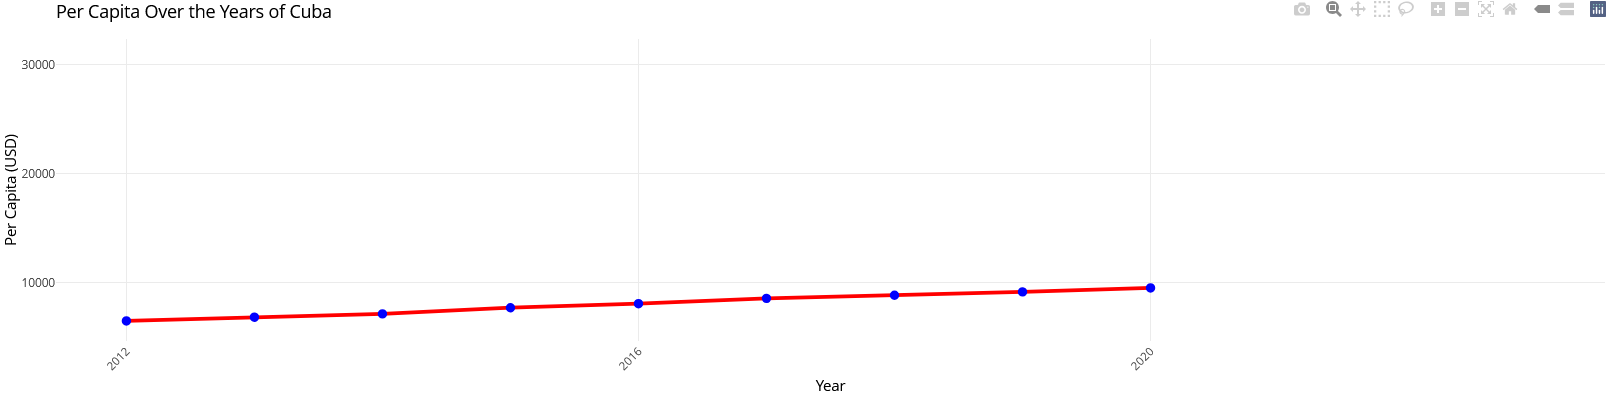 Per Capita Over the Years of Cuba
Per Capita (USD)
30000
20000
10000
2012
2016
2020
Year